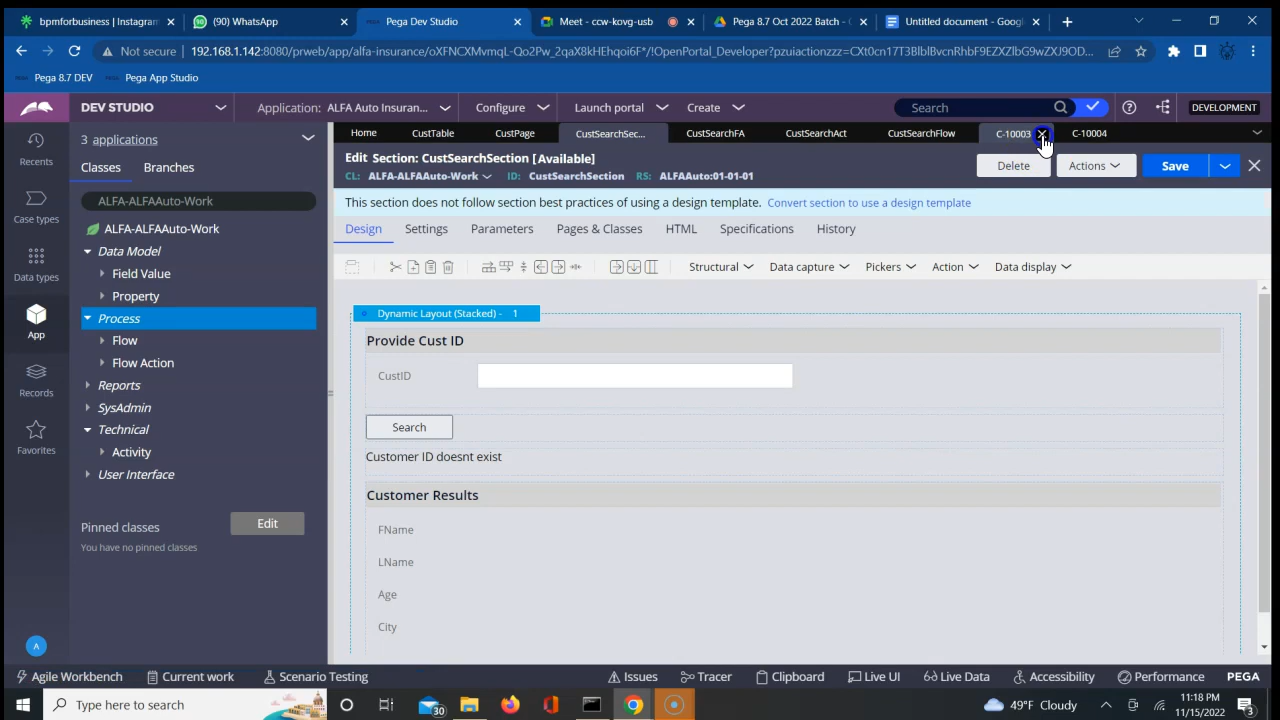 bpmforbusiness | Instagram
(90) WhatsApp
Pega Dev Studio
Meet - ccw-kovg-usb
Pega 8.7 Oct 2022 Batch -
Untitled document - Google
Not secure | 192.168.1.142:8080/prweb/app/alfa-insurance/oXFNCXMvmqL-Qo2Pw_2qaX8kHEhqoi6F*/!OpenPortal_Developer?pzuiactionzzz=CXt0cn17T3BlblBvcnRhbF9EZXZlbG9wZXJ9OD...
Pega 8.7 DEV
Pega App Studio
DEV STUDIO
Application: ALFA Auto Insuran...
Configure
Launch portal
Create
Search
DEVELOPMENT
Home
CustTable
CustPage
CustSearchSec...
CustSearchFA
CustSearchAct
CustSearchFlow
C-10003
C-10004
Recents
Case types
Data types
App
Records
Favorites
A
3 applications
Classes
Branches
ALFA-ALFAAuto-Work
ALFA-ALFAAuto-Work
Data Model
Field Value
Property
Process
Flow
Flow Action
Reports
SysAdmin
Technical
Activity
User Interface
Pinned classes
Edit
You have no pinned classes
Edit Section: CustSearchSection [Available]
CL: ALFA-ALFAAuto-Work ID: CustSearchSection RS: ALFAAuto:01-01-01
Delete
Actions
Save
This section does not follow section best practices of using a design template. Convert section to use a design template
Design
Settings
Parameters
Pages & Classes
HTML
Specifications
History
Structural
Data capture
Pickers
Action
Data display
Dynamic Layout (Stacked) - 1
Provide Cust ID
CustID
Search
Customer ID doesnt exist
Customer Results
FName
LName
Age
City
Agile Workbench
Current work
Scenario Testing
Issues
Tracer
Clipboard
Live UI
Live Data
Accessibility
Performance
PEGA
Type here to search
30
49°F Cloudy
11:18 PM
11/15/2022
3